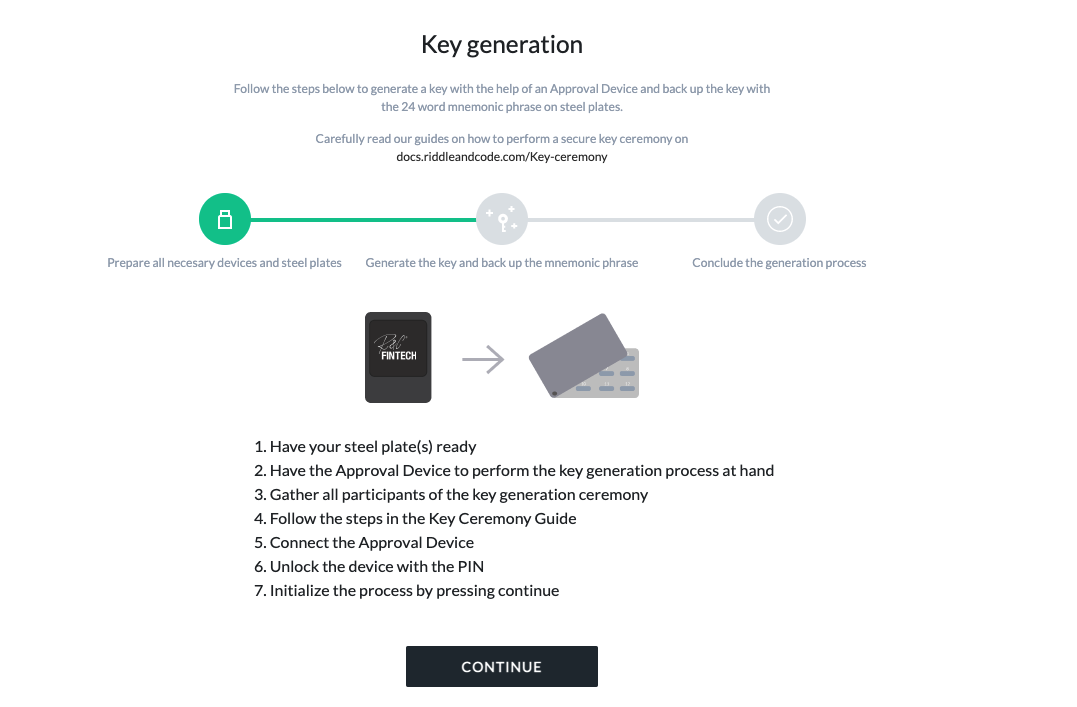 Key generation
Follow the steps below to generate a key with the help of an Approval Device and back up the key with
the 24 word mnemonic phrase on steel plates.
Carefully read our guides on how to perform a secure key ceremony on
docs.riddleandcode.com/Key-ceremony
Prepare all necesary devices and steel plates
Generate the key and back up the mnemonic phrase
Conclude the generation process
FINTECH
1. Have your steel plate(s) ready
2. Have the Approval Device to perform the key generation process at hand
3. Gather all participants of the key generation ceremony
4. Follow the steps in the Key Ceremony Guide
5. Connect the Approval Device
6. Unlock the device with the PIN
7. Initialize the process by pressing continue
CONTINUE